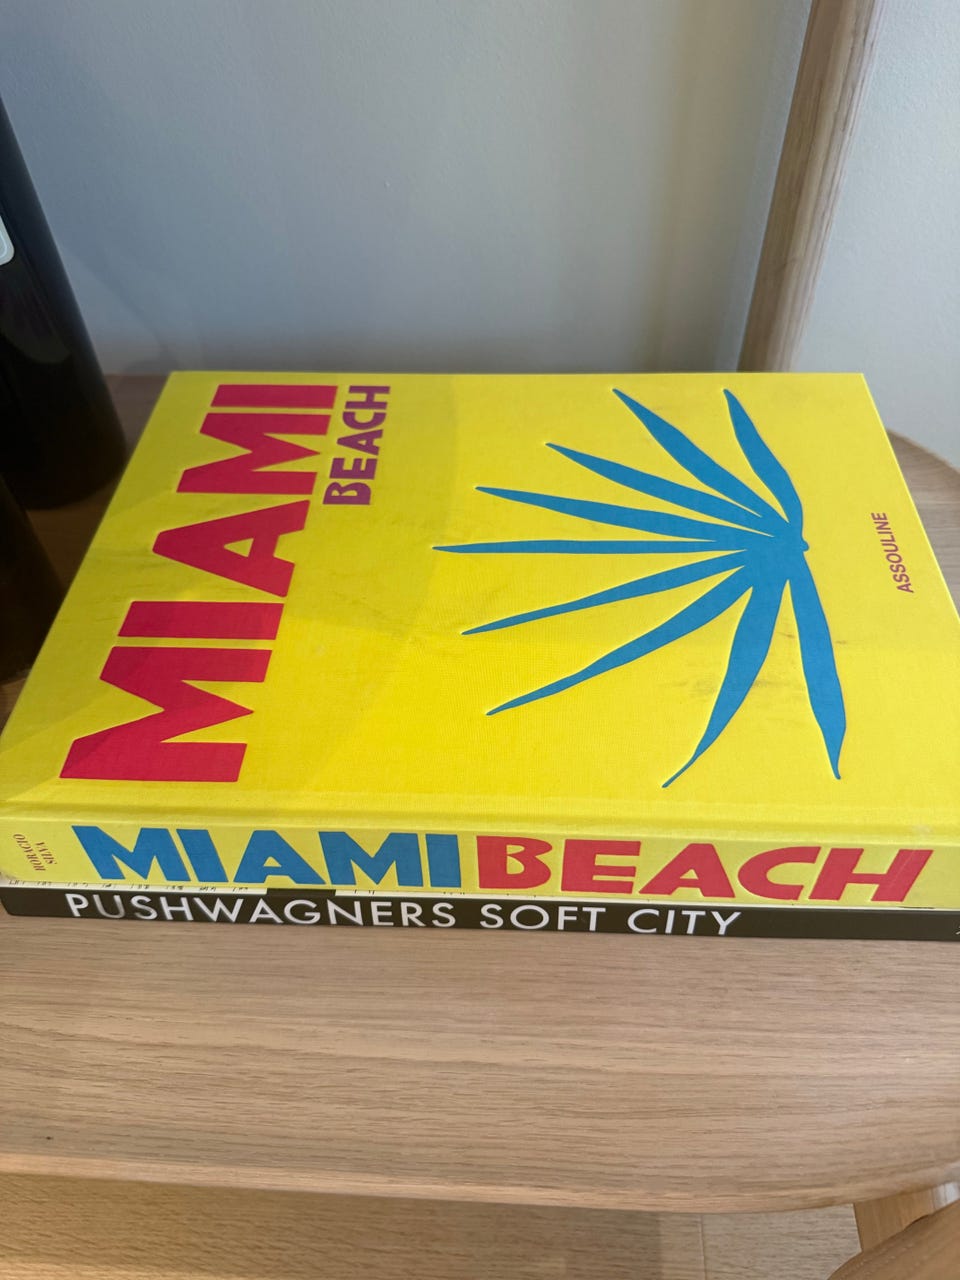 MIAMI
BEACH
ASSOULINE
HORACIO
SILVA
MIAMI BEACH
PUSHWAGNERS SOFT CITY